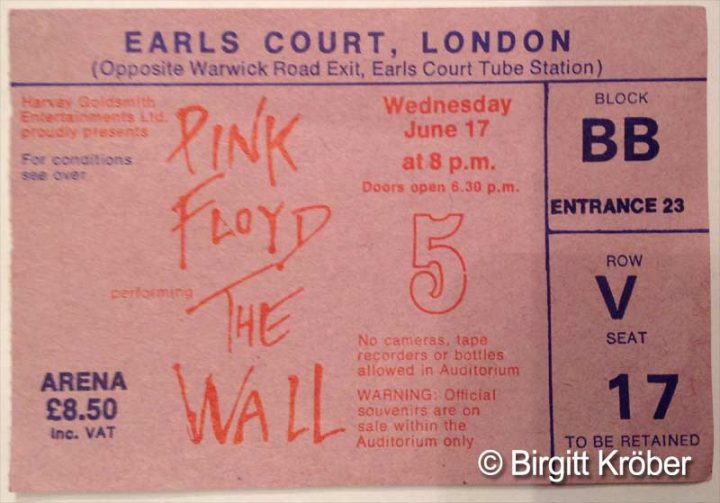 EARLS COURT, LONDON
(Opposite Warwick Road Exit, Earls Court Tube Station)
Harvey Goldsmith
Entertainments Ltd.
proudly presents
For conditions
see over
PINK
FLOYD
performing
THE
WALL
ARENA
£8.50
Inc. VAT
Wednesday
June 17
at 8 p.m.
Doors open 6.30 p.m.
5
No cameras, tape
recorders or bottles
allowed in Auditorium
WARNING: Official
souvenirs are on
sale within the
Auditorium only
BLOCK
BB
ENTRANCE 23
ROW
V
SEAT
17
TO BE RETAINED
© Birgitt Kröber